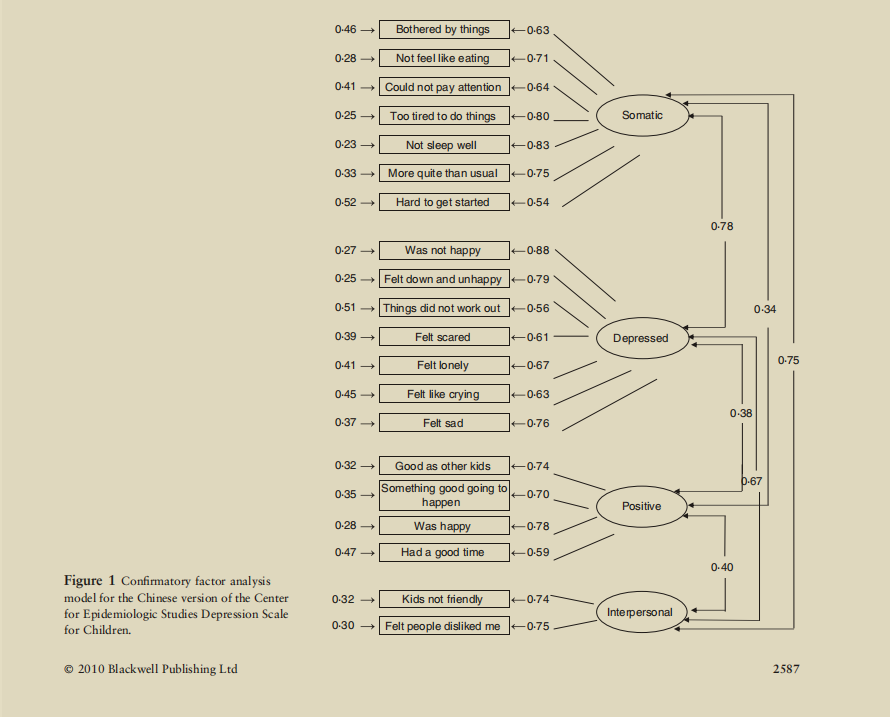 0·46 → Bothered by things ← 0·63
0·28 → Not feel like eating ← 0·71
0·41 → Could not pay attention ← 0·64
0·25 → Too tired to do things ← 0·80
Somatic
0·23 → Not sleep well ← 0·83
0·33 → More quite than usual ← 0·75
0·52 → Hard to get started ← 0·54
0·78
0·27 → Was not happy ← 0·88
0·25 → Felt down and unhappy ← 0·79
0·51 → Things did not work out ← 0·56
0·34
0·39 → Felt scared ← 0·61
Depressed
0·75
0·41 → Felt lonely ← 0·67
0·45 → Felt like crying ← 0·63
0·38
0·37 → Felt sad ← 0·76
0·32 → Good as other kids ← 0·74
0·67
0·35 → Something good going to
happen ← 0·70
Positive
0·28 → Was happy ← 0·78
0·47 → Had a good time ← 0·59
0·40
0·32 → Kids not friendly ← 0·74
Interpersonal
0·30 → Felt people disliked me ← 0·75
Figure 1 Confirmatory factor analysis
model for the Chinese version of the Center
for Epidemiologic Studies Depression Scale
for Children.
© 2010 Blackwell Publishing Ltd
2587